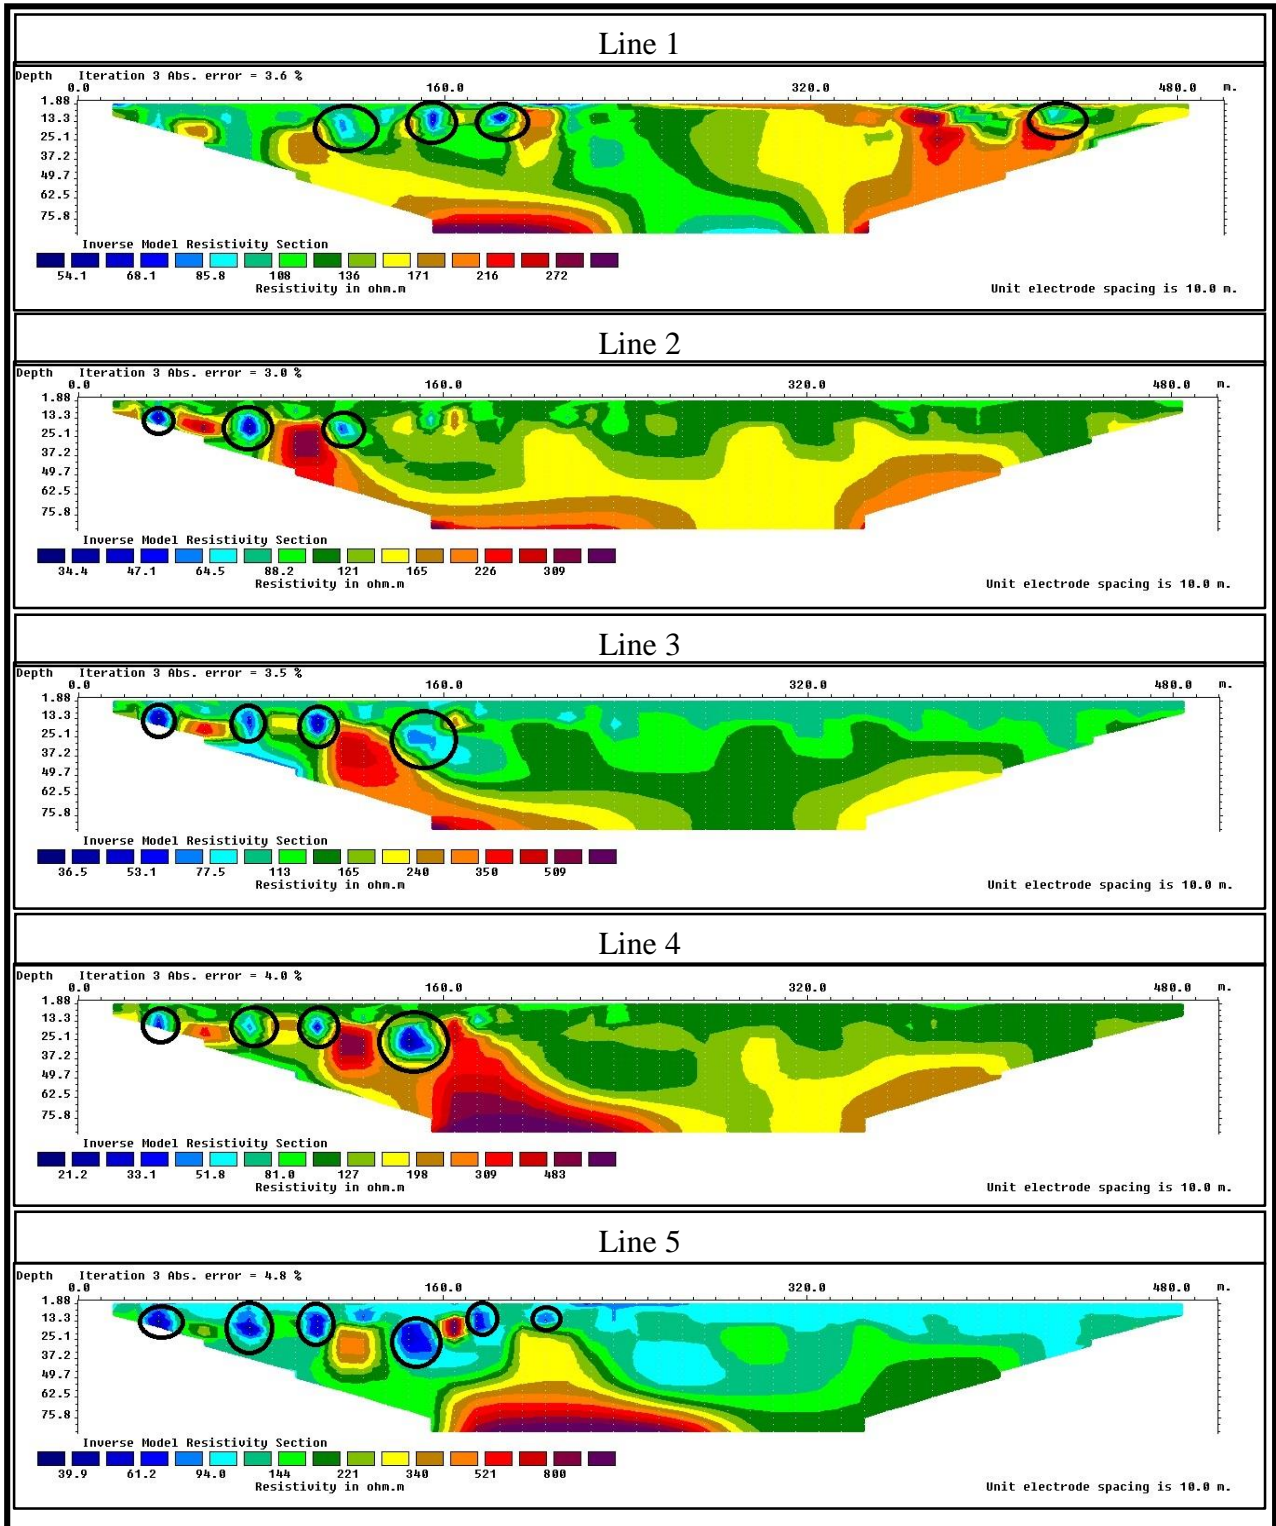 Line 1
Depth Iteration 3 Abs. error = 3.6 %
0.0 160.0 320.0 480.0 m.
1.88
13.3
25.1
37.2
49.7
62.5
75.8
Inverse Model Resistivity Section
54.1 68.1 85.8 108 136 171 216 272
Resistivity in ohm.m Unit electrode spacing is 10.0 m.
Line 2
Depth Iteration 3 Abs. error = 3.0 %
0.0 160.0 320.0 480.0 m.
1.88
13.3
25.1
37.2
49.7
62.5
75.8
Inverse Model Resistivity Section
34.4 47.1 64.5 88.2 121 165 226 309
Resistivity in ohm.m Unit electrode spacing is 10.0 m.
Line 3
Depth Iteration 3 Abs. error = 3.5 %
0.0 160.0 320.0 480.0 m.
1.88
13.3
25.1
37.2
49.7
62.5
75.8
Inverse Model Resistivity Section
36.5 53.1 77.5 113 165 240 350 509
Resistivity in ohm.m Unit electrode spacing is 10.0 m.
Line 4
Depth Iteration 3 Abs. error = 4.0 %
0.0 160.0 320.0 480.0 m.
1.88
13.3
25.1
37.2
49.7
62.5
75.8
Inverse Model Resistivity Section
21.2 33.1 51.8 81.0 127 198 309 483
Resistivity in ohm.m Unit electrode spacing is 10.0 m.
Line 5
Depth Iteration 3 Abs. error = 4.8 %
0.0 160.0 320.0 480.0 m.
1.88
13.3
25.1
37.2
49.7
62.5
75.8
Inverse Model Resistivity Section
39.9 61.2 94.0 144 221 340 521 800
Resistivity in ohm.m Unit electrode spacing is 10.0 m.